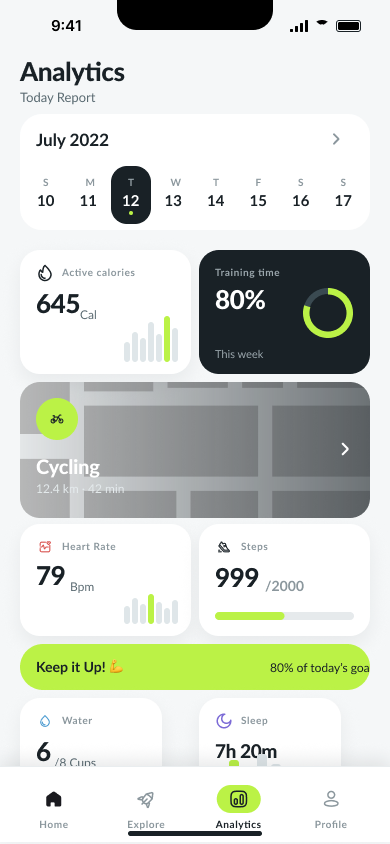 9:41
Analytics
Today Report
July 2022
S M T W T F S S
10 11 12 13 14 15 16 17
Active calories
645 Cal
Training time
80%
This week
Cycling
12.4 km · 42 min
Heart Rate
79 Bpm
Steps
999 /2000
Keep it Up! 💪 80% of today's goa
Water
6 /8 Cups
Sleep
7h 20m
Home Explore Analytics Profile